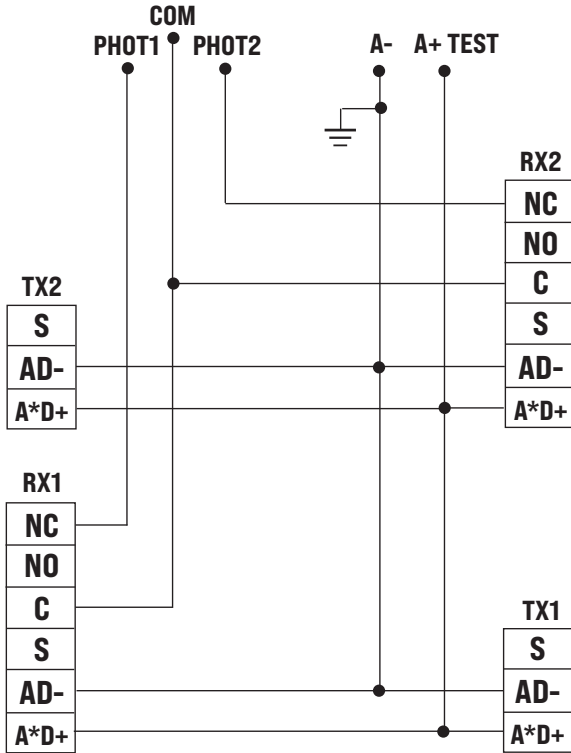 COM
PHOT1 PHOT2 A- A+ TEST
RX2
NC
NO
C
S
AD-
A*D+
TX2
S
AD-
A*D+
RX1
NC
NO
C
S
AD-
A*D+
TX1
S
AD-
A*D+